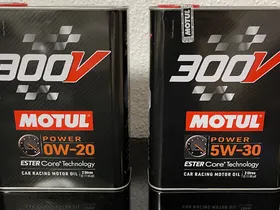 300V
MOTUL
POWER
0W-20
ESTER Core® Technology
CAR RACING MOTOR OIL
300V
MOTUL
POWER
5W-30
ESTER Core® Technology
CAR RACING MOTOR OIL